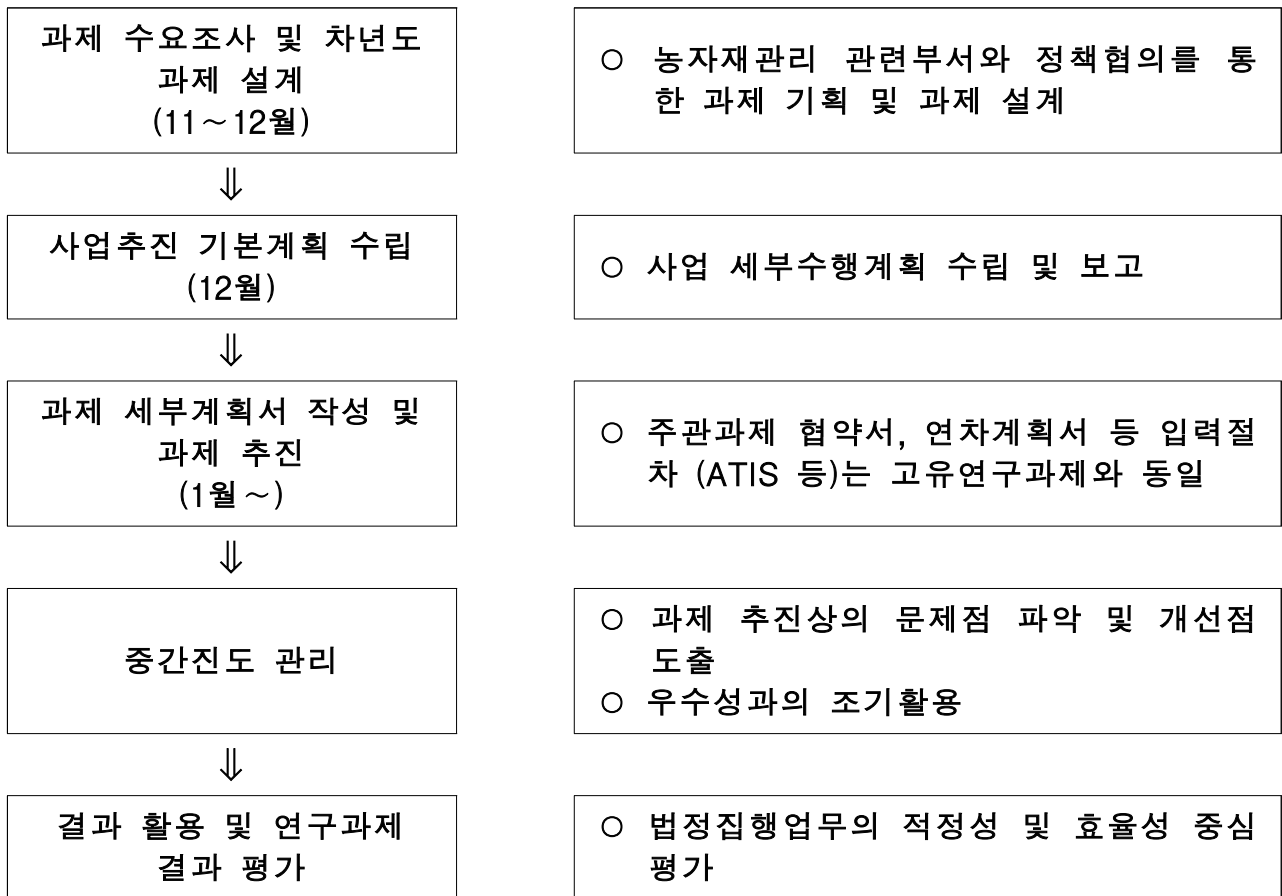 과제 수요조사 및 차년도
과제 설계
(11～12월)
○ 농자재관리 관련부서와 정책협의를 통
한 과제 기획 및 과제 설계
⇓
사업추진 기본계획 수립
(12월)
○ 사업 세부수행계획 수립 및 보고
⇓
과제 세부계획서 작성 및
과제 추진
(1월～)
○ 주관과제 협약서, 연차계획서 등 입력절
차 (ATIS 등)는 고유연구과제와 동일
⇓
중간진도 관리
○ 과제 추진상의 문제점 파악 및 개선점
도출
○ 우수성과의 조기활용
⇓
결과 활용 및 연구과제
결과 평가
○ 법정집행업무의 적정성 및 효율성 중심
평가